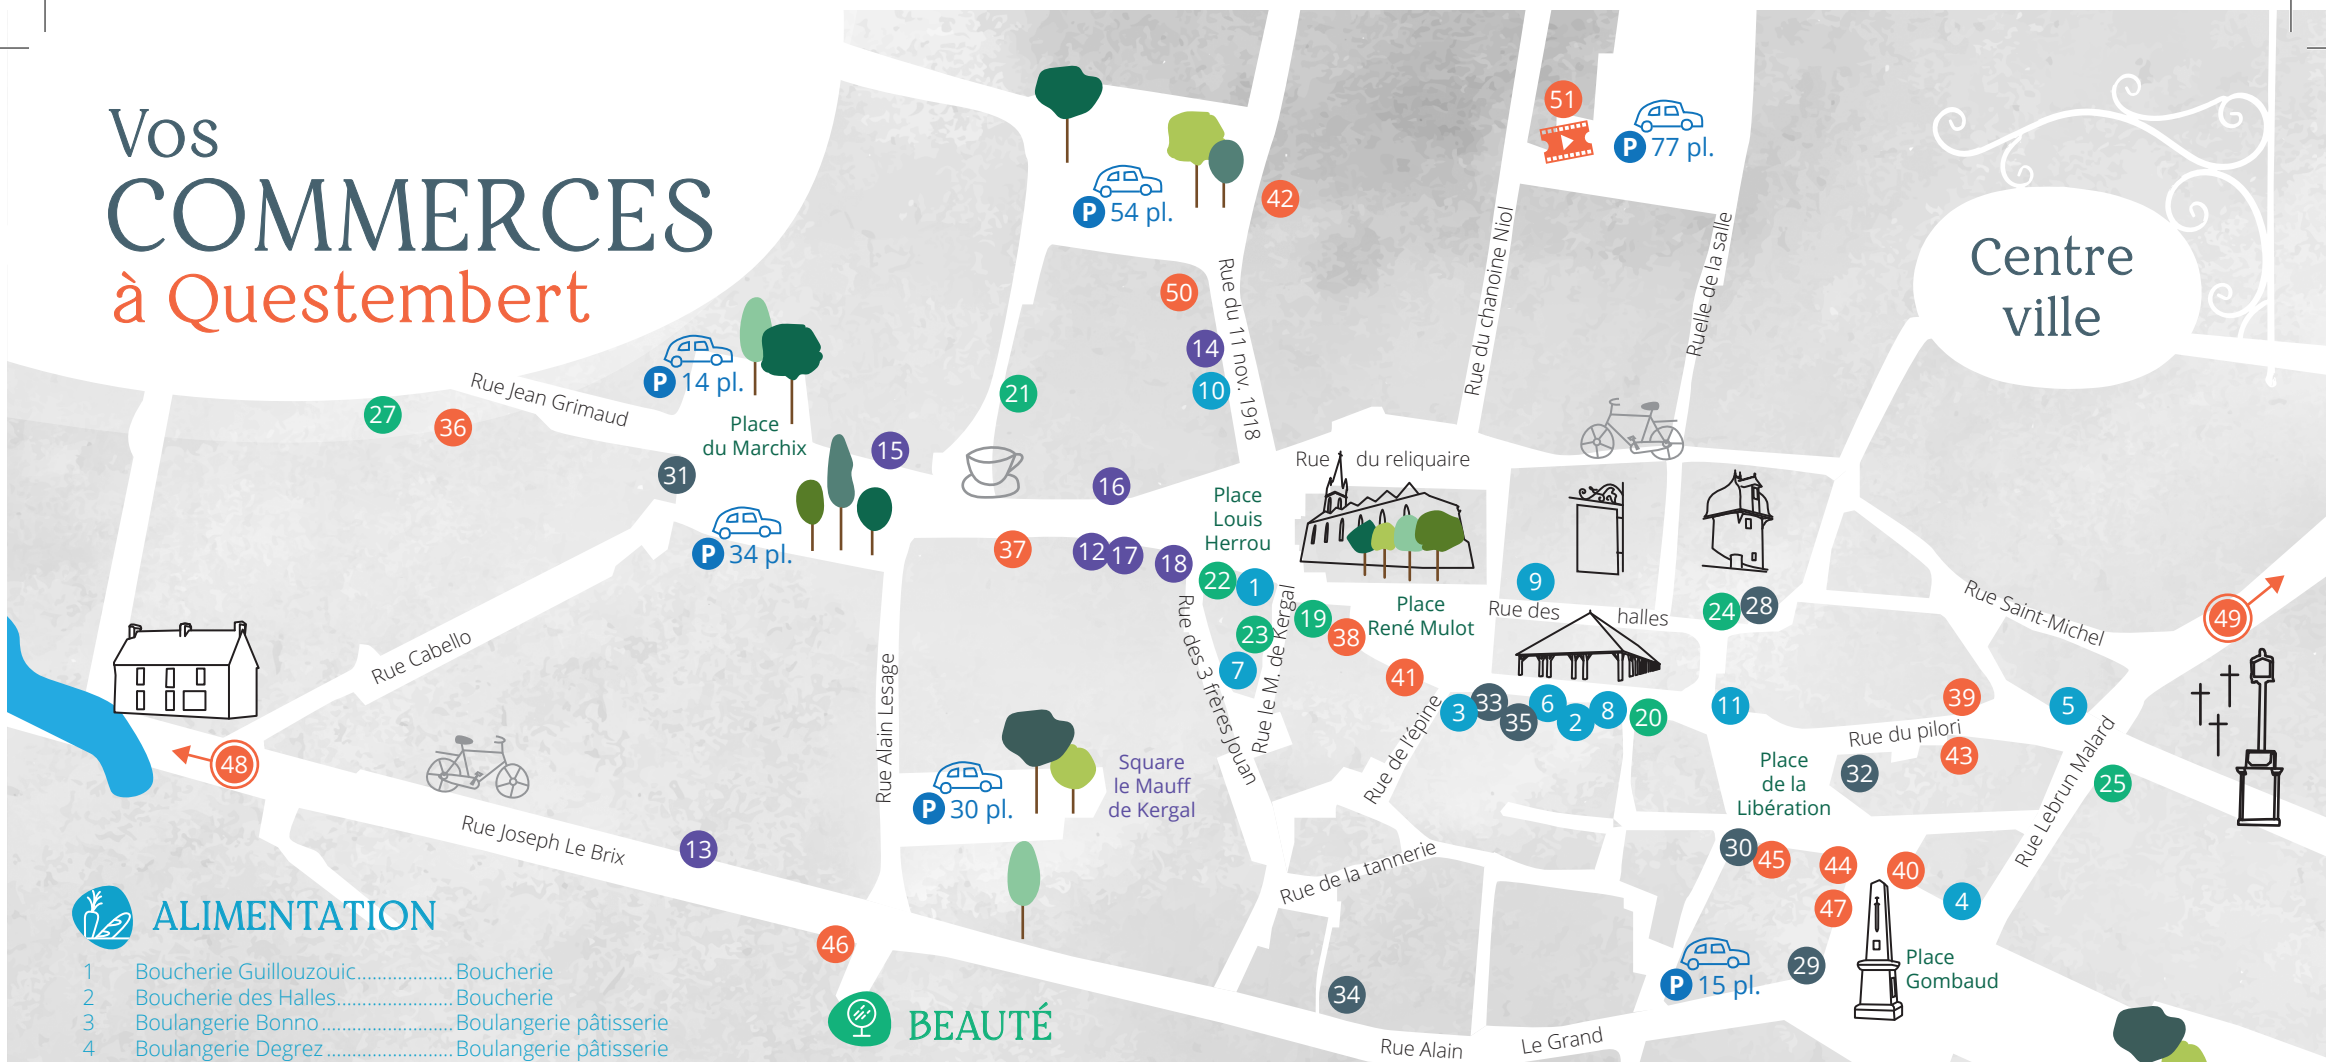 Vos
COMMERCES
à Questembert
Centre
ville
51
P 77 pl.
P 54 pl.
42
50
14
10
Rue du 11 nov. 1918
Rue du chanoine Niol
Ruelle de la salle
P 14 pl.
Rue Jean Grimaud
27
36
21
Place
du Marchix
31
15
16
P 34 pl.
37
12
17
18
Rue du reliquaire
Place
Louis
Herrou
22
1
19
23
38
7
Place
René Mulot
9
Rue des halles
24
28
Rue Saint-Michel
49
Rue Cabello
Rue Alain Lesage
Rue des 3 frères Jouan
Rue le M. de Kergal
41
Rue de l'épine
3
33
35
6
2
8
20
11
39
5
Rue du pilori
43
32
Place
de la
Libération
Rue Lebrun Malard
25
48
Square
le Mauff
de Kergal
P 30 pl.
Rue Joseph Le Brix
13
Rue de la tannerie
30
45
44
40
47
4
46
34
P 15 pl.
29
Place
Gombaud
Rue Alain Le Grand
ALIMENTATION
1 Boucherie Guillouzouic...................Boucherie
2 Boucherie des Halles.......................Boucherie
3 Boulangerie Bonno..........................Boulangerie pâtisserie
4 Boulangerie Degrez.........................Boulangerie pâtisserie
BEAUTÉ